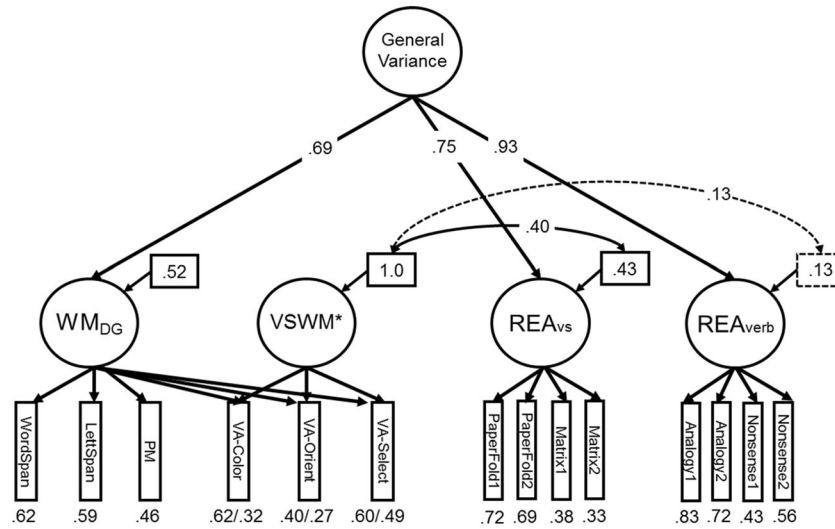 General
Variance
.69
.75
.93
.13
.40
.52
1.0
.43
.13
WMDG
VSWM*
REAvs
REAverb
WordSpan
LettSpan
PM
VA-Color
VA-Orient
VA-Select
PaperFold1
PaperFold2
Matrix1
Matrix2
Analogy1
Analogy2
Nonsense1
Nonsense2
.62 .59 .46 .62/.32 .40/.27 .60/.49 .72 .69 .38 .33 .83 .72 .43 .56